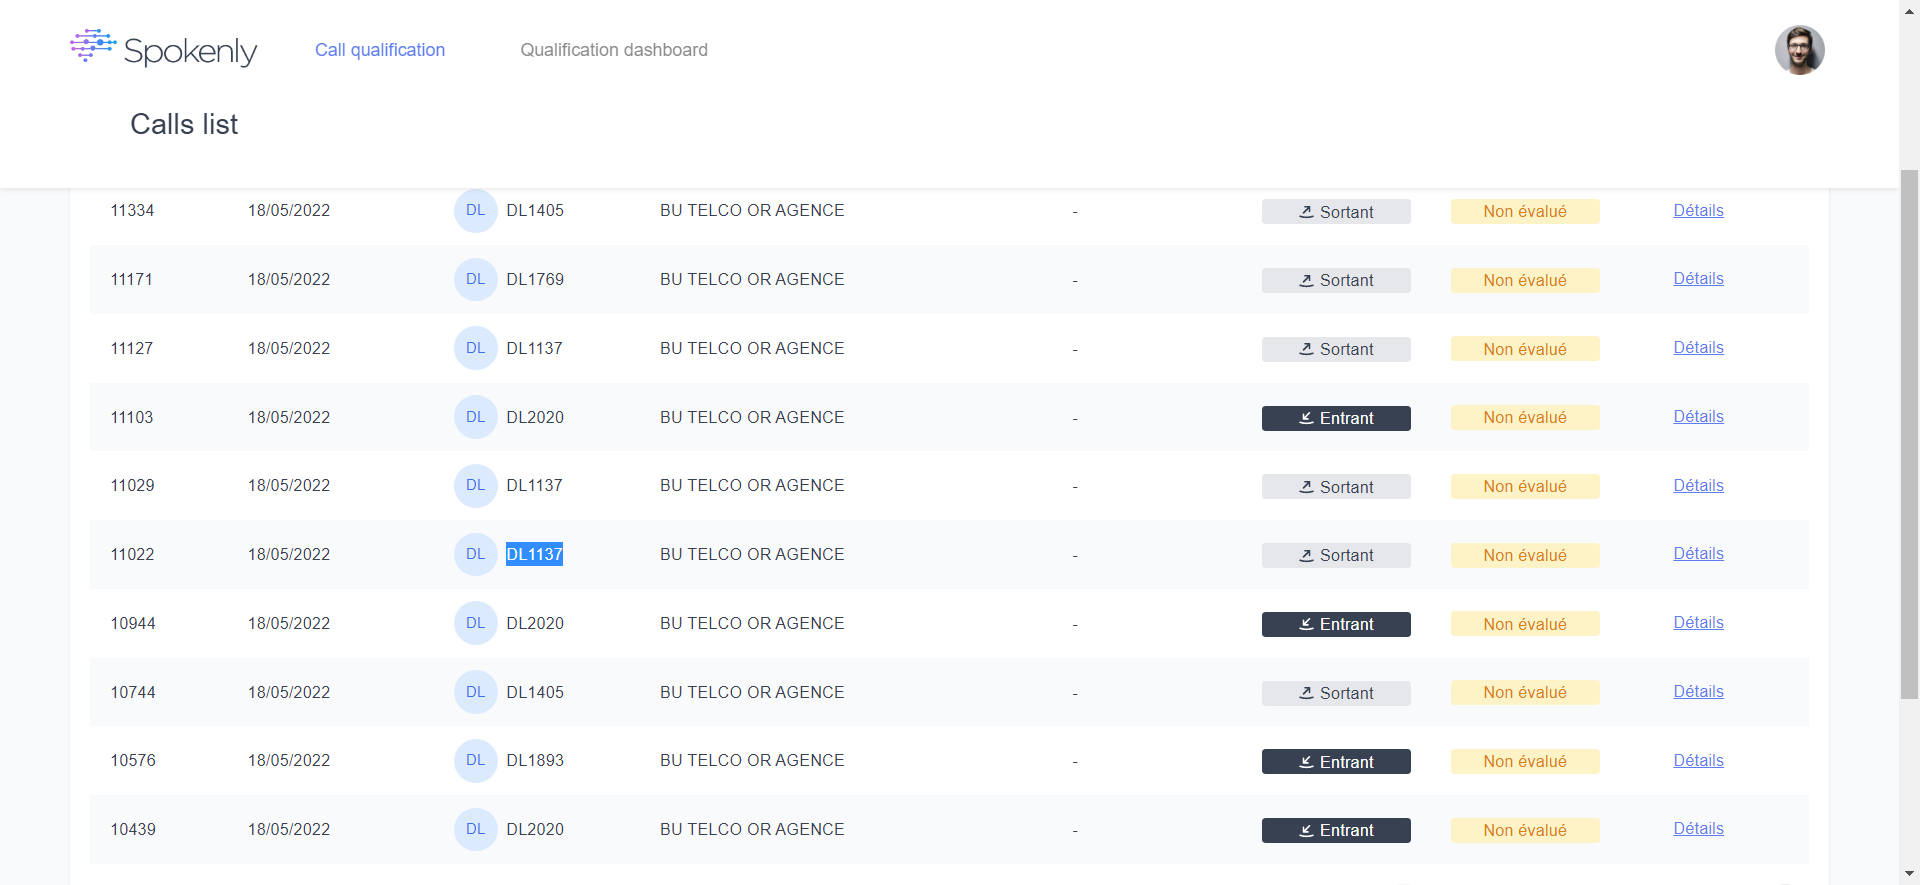 Spokenly Call qualification Qualification dashboard
Calls list
11334 18/05/2022 DL DL1405 BU TELCO OR AGENCE - Sortant Non évalué Détails
11171 18/05/2022 DL DL1769 BU TELCO OR AGENCE - Sortant Non évalué Détails
11127 18/05/2022 DL DL1137 BU TELCO OR AGENCE - Sortant Non évalué Détails
11103 18/05/2022 DL DL2020 BU TELCO OR AGENCE - Entrant Non évalué Détails
11029 18/05/2022 DL DL1137 BU TELCO OR AGENCE - Sortant Non évalué Détails
11022 18/05/2022 DL DL1137 BU TELCO OR AGENCE - Sortant Non évalué Détails
10944 18/05/2022 DL DL2020 BU TELCO OR AGENCE - Entrant Non évalué Détails
10744 18/05/2022 DL DL1405 BU TELCO OR AGENCE - Sortant Non évalué Détails
10576 18/05/2022 DL DL1893 BU TELCO OR AGENCE - Entrant Non évalué Détails
10439 18/05/2022 DL DL2020 BU TELCO OR AGENCE - Entrant Non évalué Détails